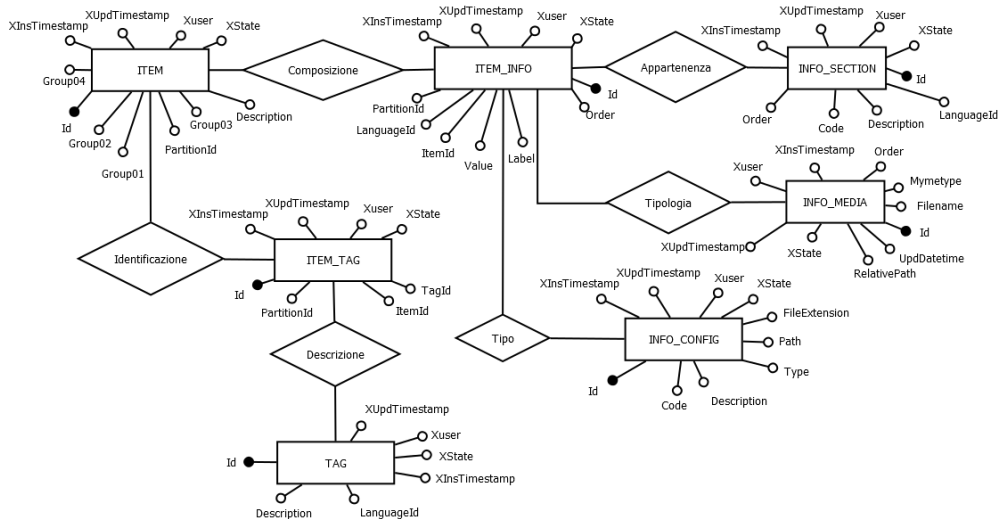 XInsTimestamp
XUpdTimestamp
Xuser
XState
ITEM
Group04
Id
Group02
Group01
PartitionId
Group03
Description
Composizione
XInsTimestamp
XUpdTimestamp
Xuser
XState
ITEM_INFO
Id
Order
PartitionId
LanguageId
ItemId
Value
Label
Appartenenza
XInsTimestamp
XUpdTimestamp
Xuser
XState
INFO_SECTION
Id
LanguageId
Order
Code
Description
Tipologia
Xuser
XInsTimestamp
Order
Mymetype
Filename
INFO_MEDIA
Id
UpdDatetime
RelativePath
XState
XUpdTimestamp
Identificazione
XInsTimestamp
XUpdTimestamp
Xuser
XState
ITEM_TAG
Id
PartitionId
ItemId
TagId
Tipo
XInsTimestamp
XUpdTimestamp
Xuser
XState
FileExtension
INFO_CONFIG
Path
Type
Id
Code
Description
Descrizione
XUpdTimestamp
Xuser
XState
XInsTimestamp
Id
TAG
Description
LanguageId